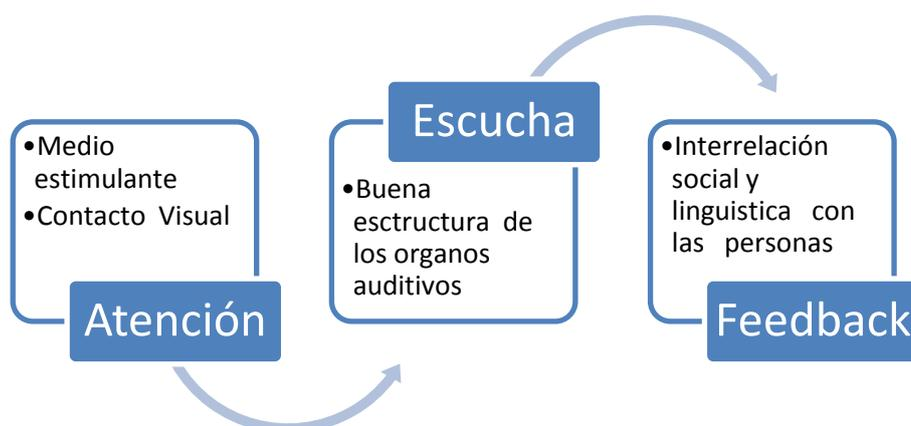 •Medio
estimulante
•Contacto Visual
Atención
Escucha
•Buena
esctructura de
los organos
auditivos
•Interrelación
social y
linguistica con
las personas
Feedback